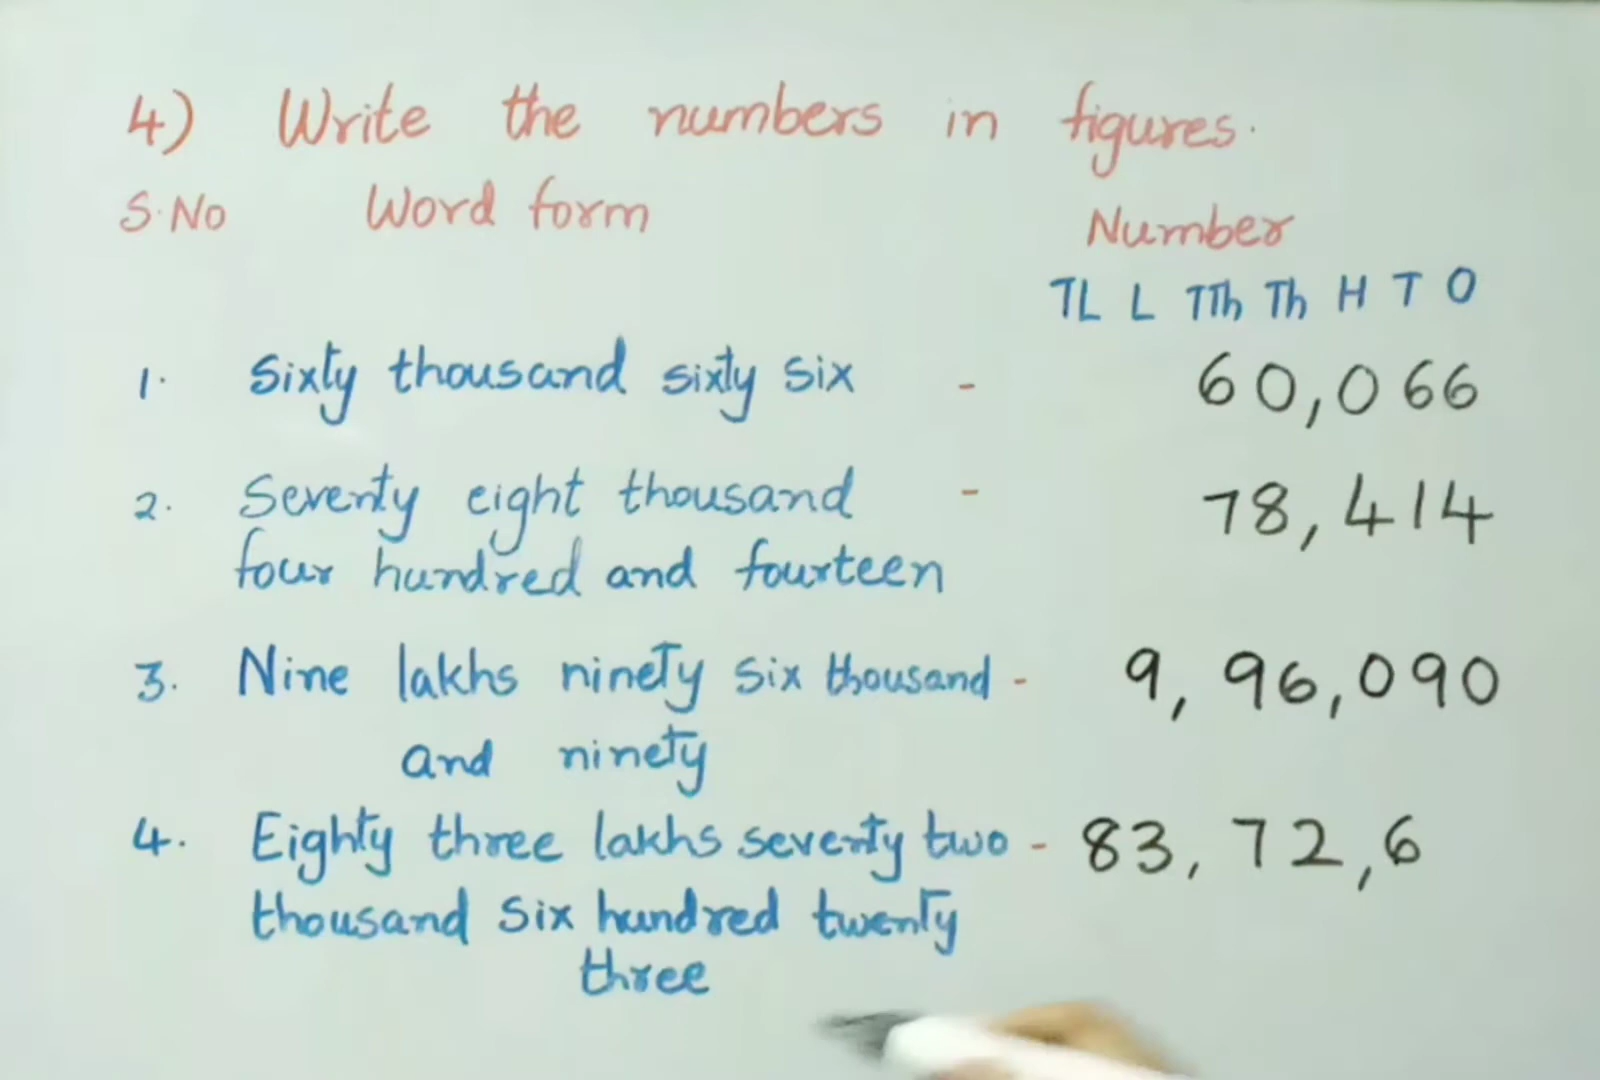 4) Write the numbers in figures.
S.No Word form Number
TL L TTh Th H T O
1. Sixty thousand sixty six - 60,066
2. Seventy eight thousand - 78,414
four hundred and fourteen
3. Nine lakhs ninety six thousand - 9,96,090
and ninety
4. Eighty three lakhs seventy two - 83,72,6
thousand six hundred twenty
three